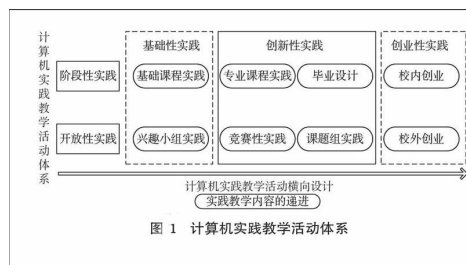 计算机实践教学活动体系
基础性实践 创新性实践 创业性实践
阶段性实践 基础课程实践 专业课程实践 毕业设计 校内创业
开放性实践 兴趣小组实践 竞赛性实践 课题组实践 校外创业
计算机实践教学活动横向设计
实践教学内容的递进
图 1 计算机实践教学活动体系